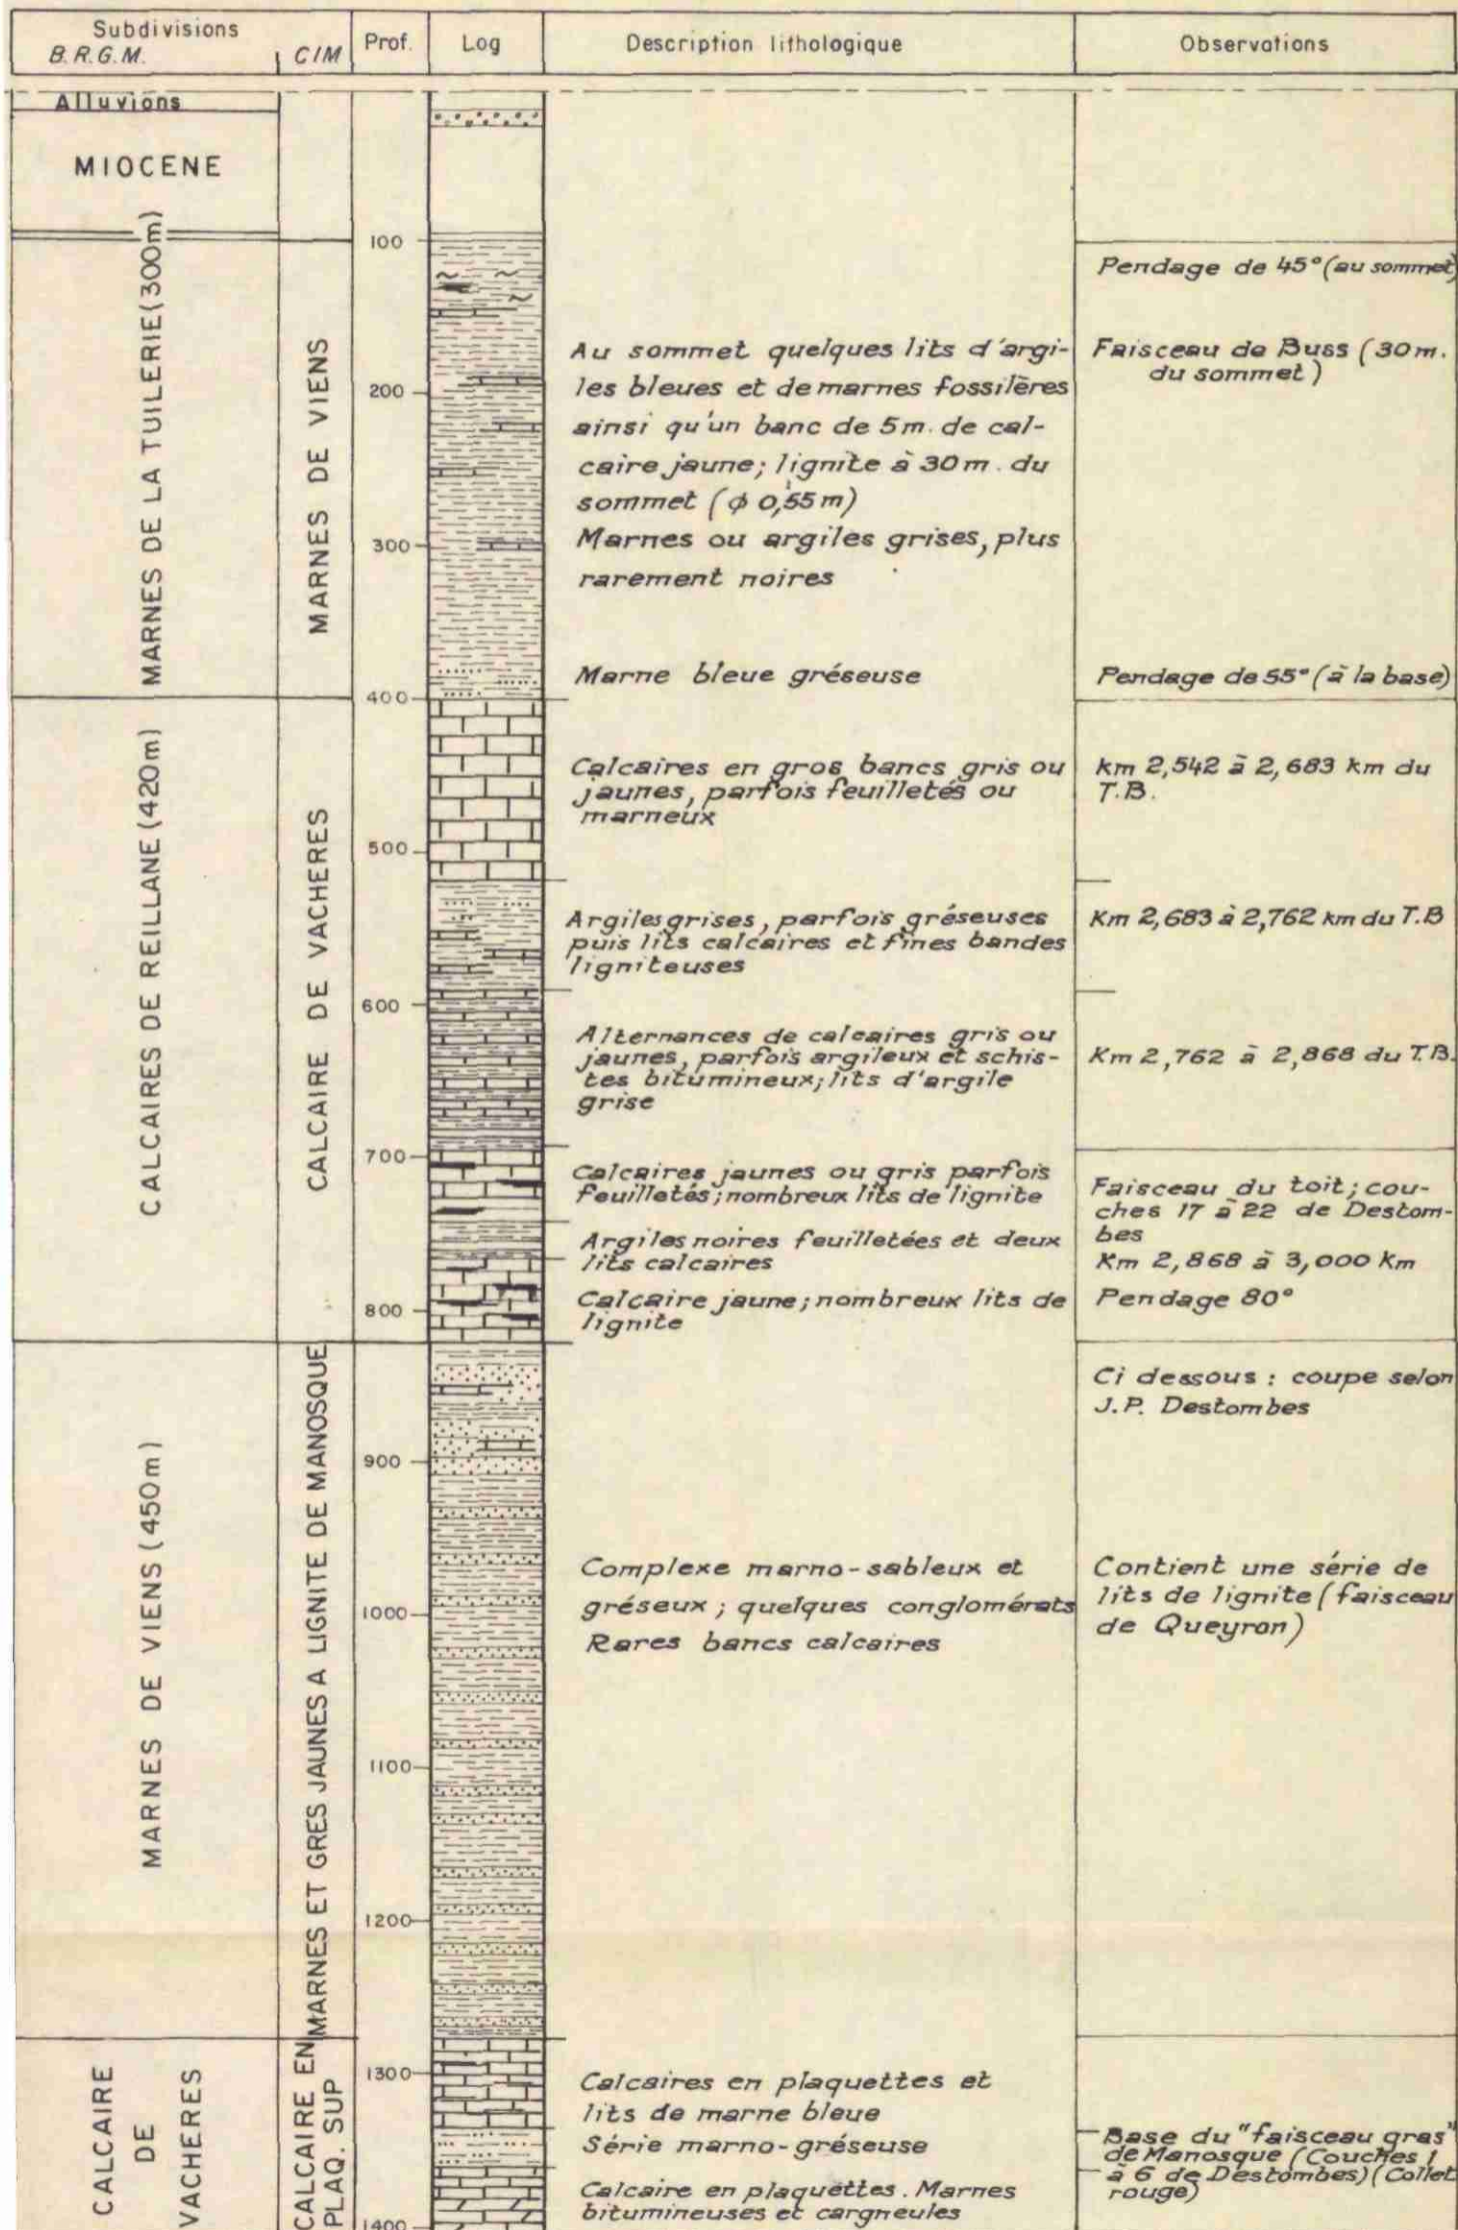 Subdivisions
B.R.G.M.
CIM
Prof.
Log
Description lithologique
Observations
Alluvions
MIOCENE
MARNES DE LA TUILERIE (300m)
MARNES DE VIENS
100
200
300
400
Au sommet quelques lits d'argi-
les bleues et de marnes fossilères
ainsi qu'un banc de 5m. de cal-
caire jaune; lignite à 30m. du
sommet (ϕ 0,55m)
Marnes ou argiles grises, plus
rarement noires
Marne bleue gréseuse
Pendage de 45° (au sommet)
Faisceau de Buss (30m.
du sommet)
Pendage de 55° (à la base)
CALCAIRES DE REILLANE (420m)
CALCAIRE DE VACHERES
500
600
700
800
Calcaires en gros bancs gris ou
jaunes, parfois feuilletés ou
marneux
Argiles grises, parfois gréseuses
puis lits calcaires et fines bandes
ligniteuses
Alternances de calcaires gris ou
jaunes, parfois argileux et schis-
tes bitumineux; lits d'argile
grise
Calcaires jaunes ou gris parfois
feuilletés; nombreux lits de lignite
Argiles noires feuilletées et deux
lits calcaires
Calcaire jaune; nombreux lits de
lignite
Km 2,542 à 2,683 km du
T.B.
Km 2,683 à 2,762 km du T.B
Km 2,762 à 2,868 du T.B.
Faisceau du toit; cou-
ches 17 à 22 de Destom-
bes
Km 2,868 à 3,000 Km
Pendage 80°
MARNES DE VIENS (450m)
MARNES ET GRES JAUNES A LIGNITE DE MANOSQUE
900
1000
1100
1200
Complexe marno-sableux et
gréseux; quelques conglomérats
Rares bancs calcaires
Ci dessous : coupe selon
J.P. Destombes
Contient une série de
lits de lignite (faisceau
de Queyron)
CALCAIRE
DE
VACHERES
CALCAIRE EN
PLAQ. SUP
1300
1400
Calcaires en plaquettes et
lits de marne bleue
Série marno-gréseuse
Calcaire en plaquettes. Marnes
bitumineuses et cargneules
Base du "faisceau gras"
de Manosque (Couches 1
à 6 de Destombes) (Collet
rouge)